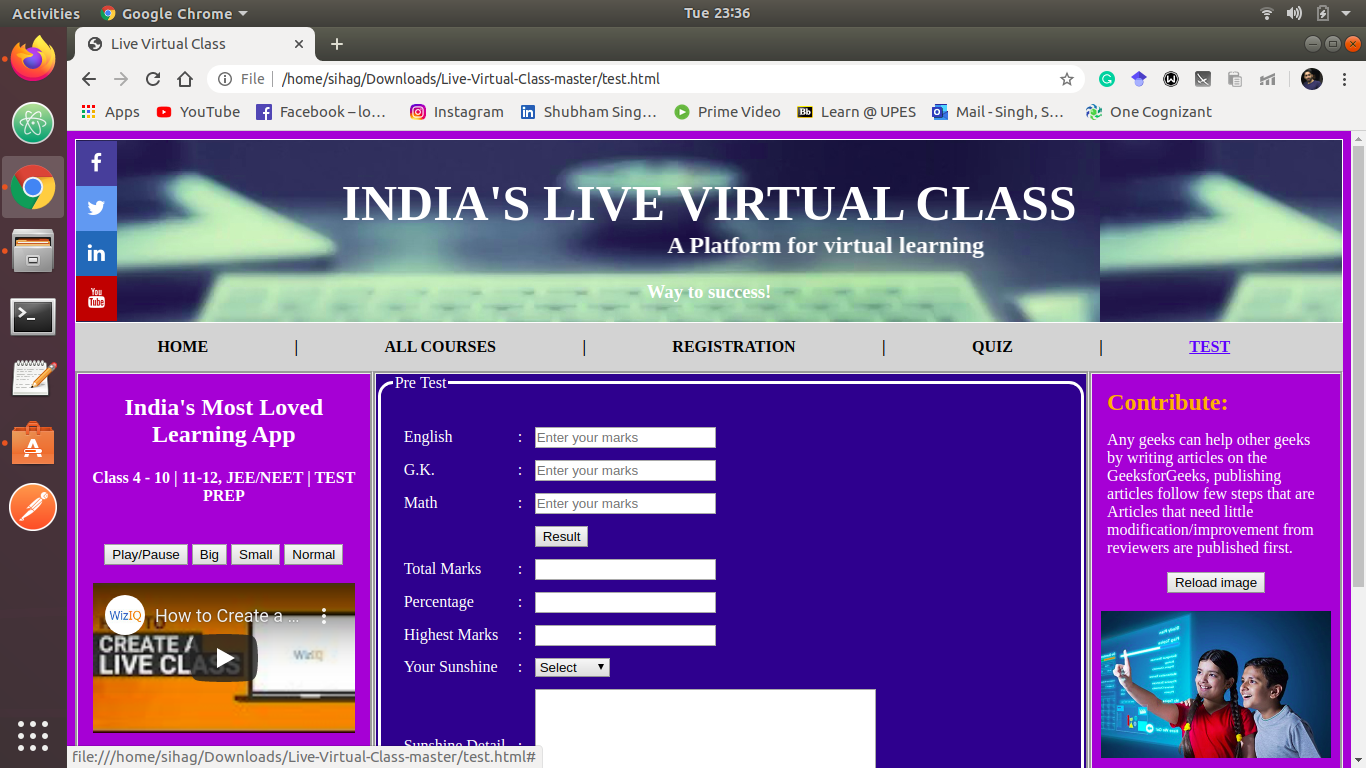 Activities Google Chrome Tue 23:36
Live Virtual Class
File /home/sihag/Downloads/Live-Virtual-Class-master/test.html
Apps YouTube Facebook – lo… Instagram Shubham Sing… Prime Video Bb Learn @ UPES Mail - Singh, S… One Cognizant
INDIA'S LIVE VIRTUAL CLASS
A Platform for virtual learning
Way to success!
You
Tube
HOME | ALL COURSES | REGISTRATION | QUIZ | TEST
India's Most Loved
Learning App
Class 4 - 10 | 11-12, JEE/NEET | TEST
PREP
Play/Pause Big Small Normal
WizIQ How to Create a …
CREATE A
LIVE CLASS
WizIQ
Pre Test
English : Enter your marks
G.K. : Enter your marks
Math : Enter your marks
Result
Total Marks :
Percentage :
Highest Marks :
Your Sunshine : Select
Sunshine Detail :
Contribute:
Any geeks can help other geeks
by writing articles on the
GeeksforGeeks, publishing
articles follow few steps that are
Articles that need little
modification/improvement from
reviewers are published first.
Reload image
file:///home/sihag/Downloads/Live-Virtual-Class-master/test.html#